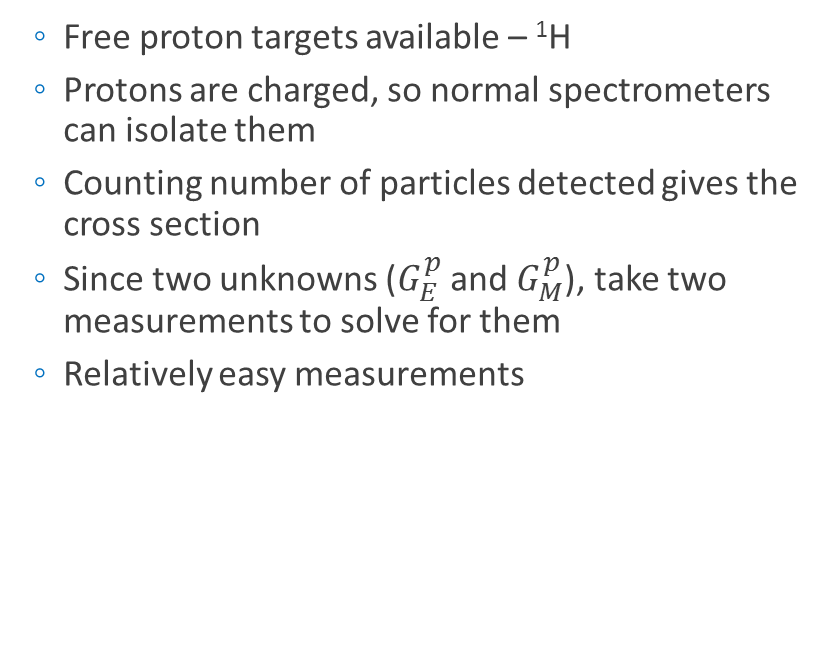 ◦ Free proton targets available – ¹H
◦ Protons are charged, so normal spectrometers
can isolate them
◦ Counting number of particles detected gives the
cross section
◦ Since two unknowns (G_E^p and G_M^p), take two
measurements to solve for them
◦ Relatively easy measurements